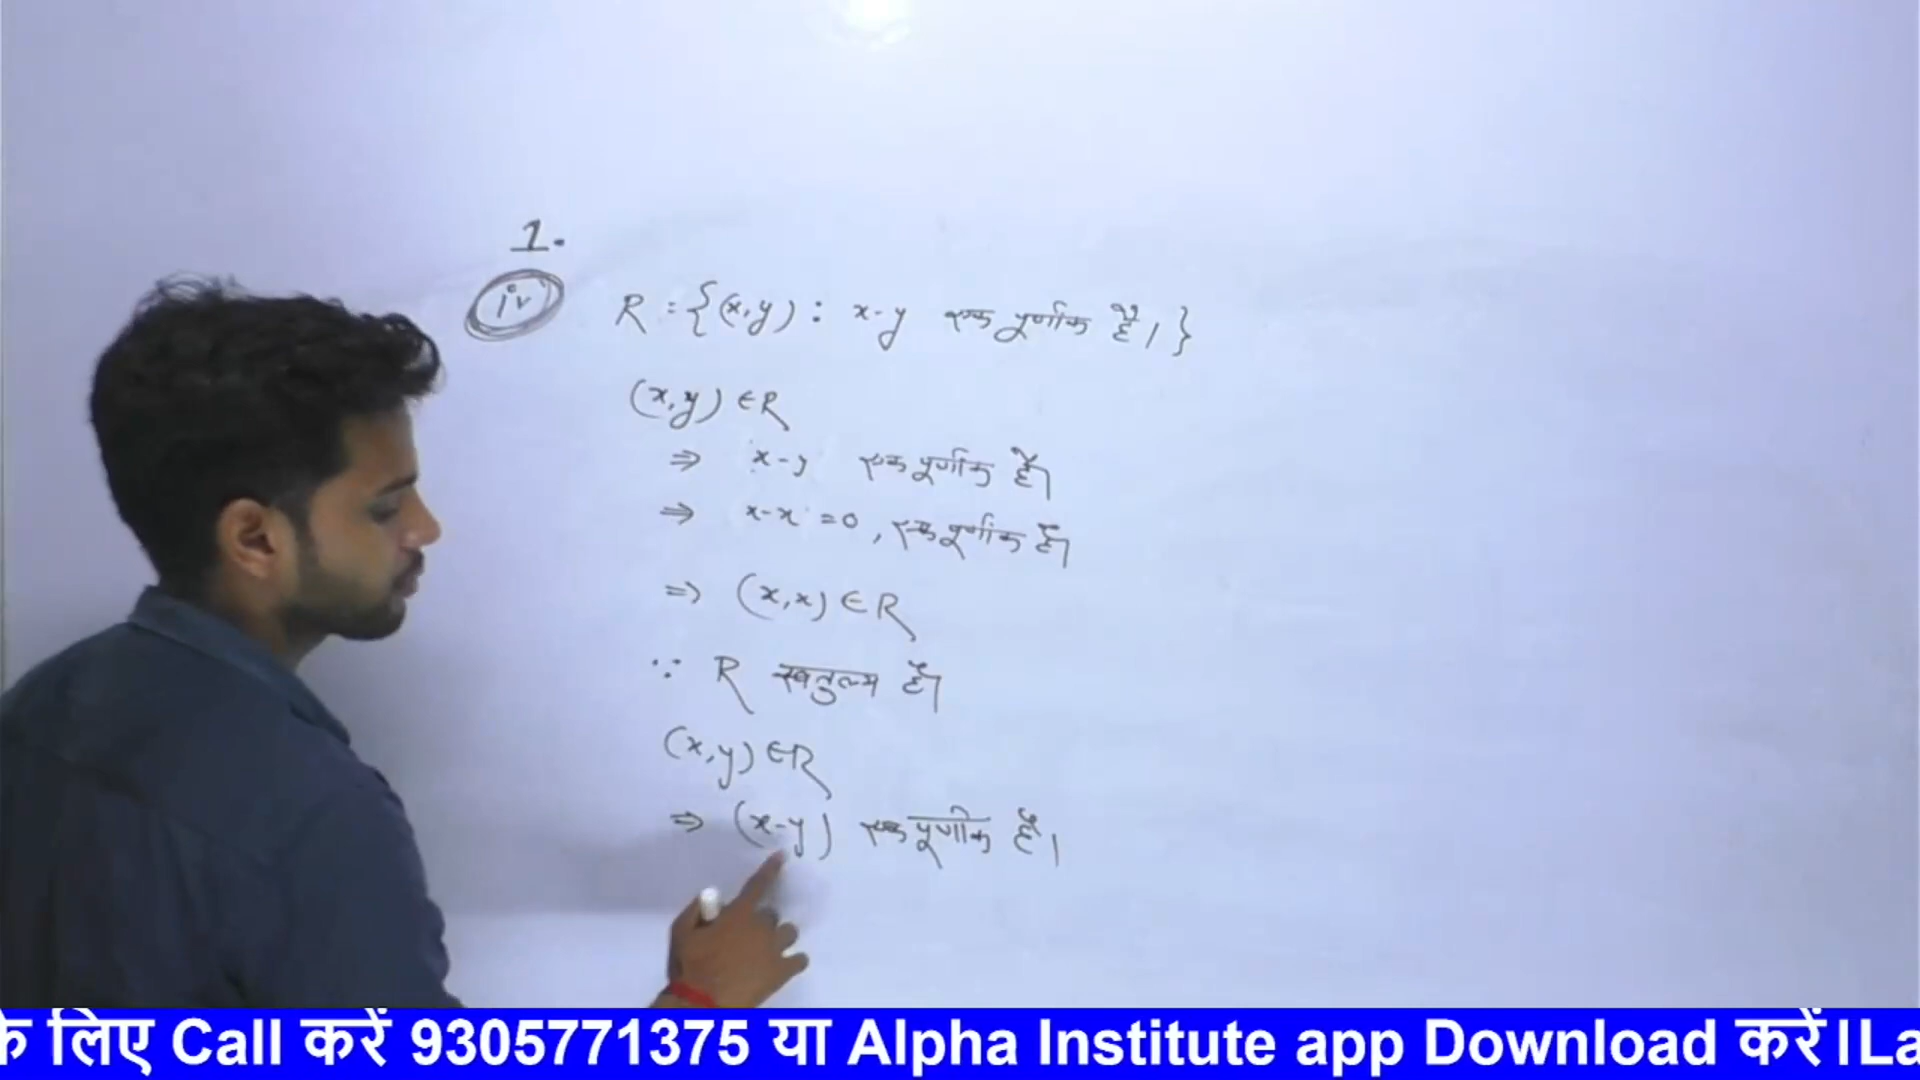 1.
iv
R = {(x,y) : x-y एक पूर्णांक है।}
(x,y) ∈ R
⇒ x-y एक पूर्णांक है।
⇒ x-x = 0, एक पूर्णांक है।
⇒ (x,x) ∈ R
∵ R स्वतुल्य है।
(x,y) ∈ R
⇒ (x-y) एक पूर्णांक है।
के लिए Call करें 9305771375 या Alpha Institute app Download करें।La